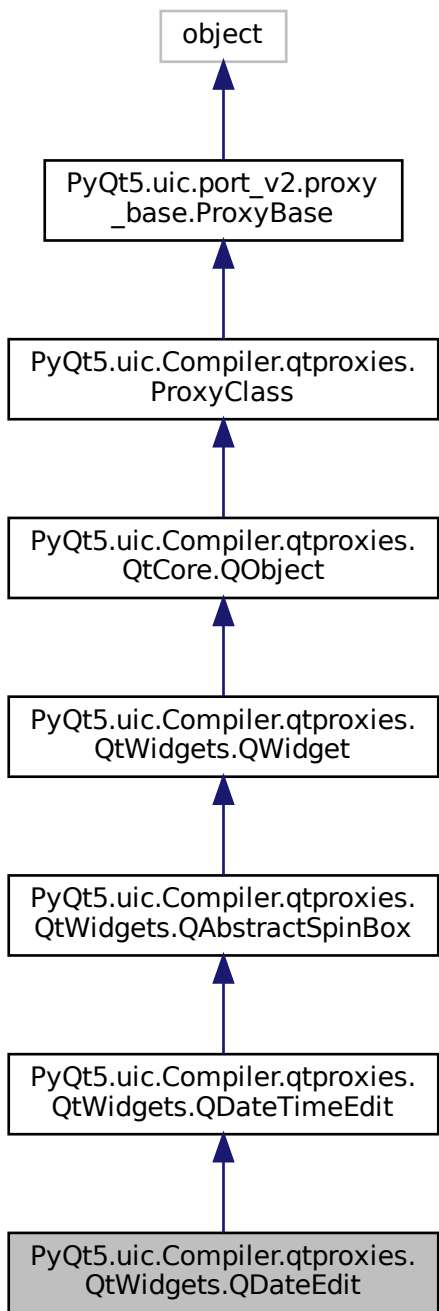 object
PyQt5.uic.port_v2.proxy
_base.ProxyBase
PyQt5.uic.Compiler.qtproxies.
ProxyClass
PyQt5.uic.Compiler.qtproxies.
QtCore.QObject
PyQt5.uic.Compiler.qtproxies.
QtWidgets.QWidget
PyQt5.uic.Compiler.qtproxies.
QtWidgets.QAbstractSpinBox
PyQt5.uic.Compiler.qtproxies.
QtWidgets.QDateTimeEdit
PyQt5.uic.Compiler.qtproxies.
QtWidgets.QDateEdit